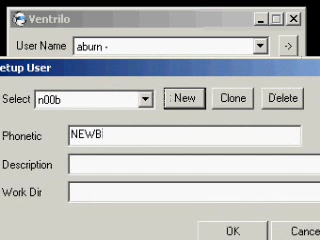 Ventrilo
User Name aburn - ->
etup User
Select n00b New Clone Delete
Phonetic NEWB
Description
Work Dir
OK Cance